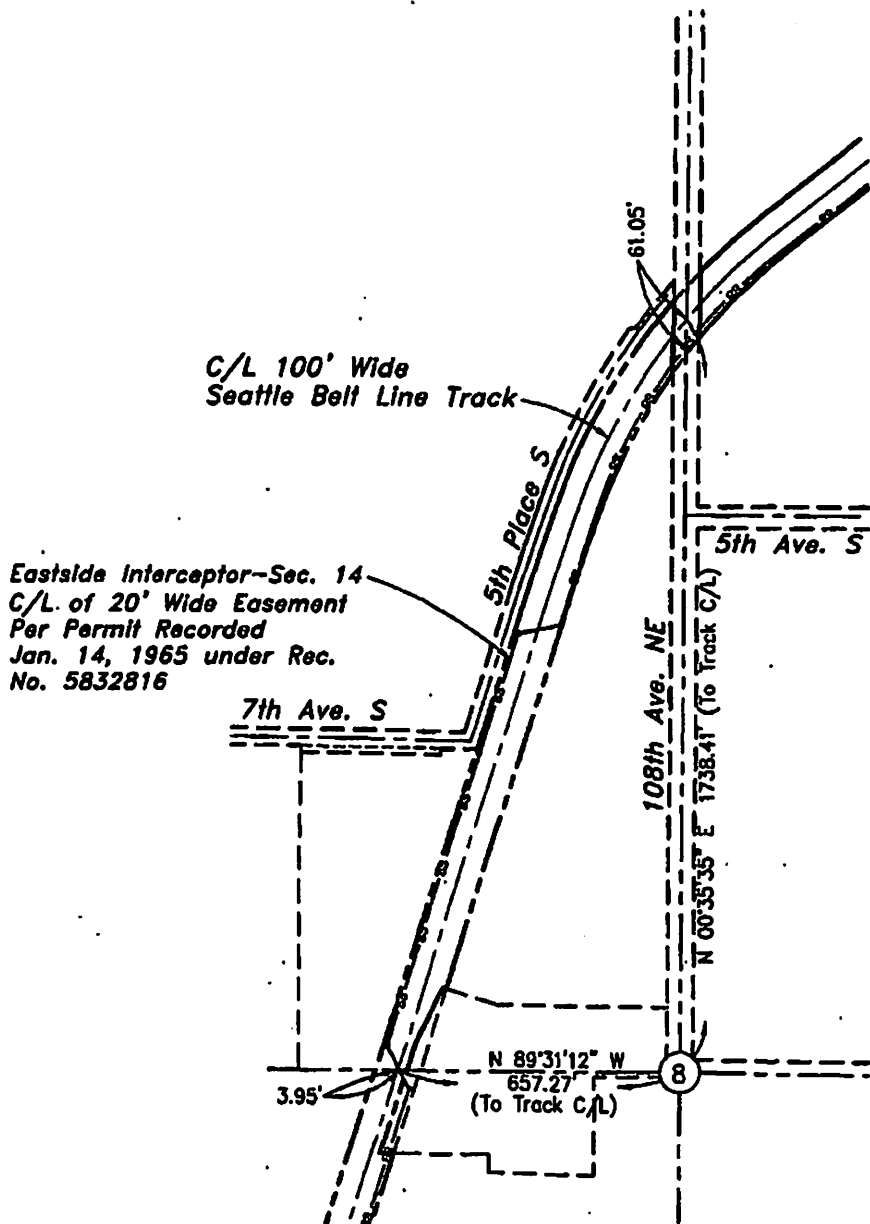 61.05'
C/L 100' Wide
Seattle Belt Line Track
5th Place S
5th Ave. S
Eastside Interceptor-Sec. 14
C/L of 20' Wide Easement
Per Permit Recorded
Jan. 14, 1965 under Rec.
No. 5832816
7th Ave. S
108th Ave. NE
N 00°35'35" E 1738.41' (To Track C/L)
N 89°31'12" W
657.27'
(To Track C/L)
8
3.95'